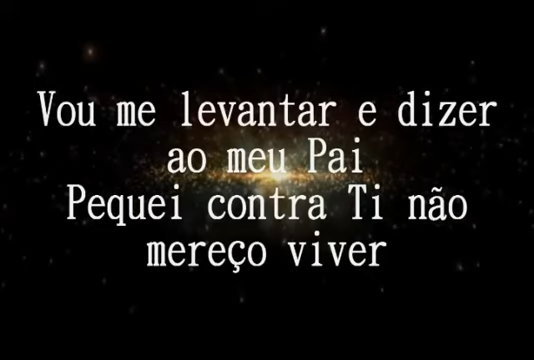 Vou me levantar e dizer
ao meu Pai
Pequei contra Ti não
mereço viver